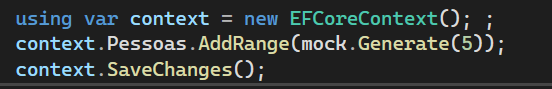 using var context = new EFCoreContext(); ;
context.Pessoas.AddRange(mock.Generate(5));
context.SaveChanges();